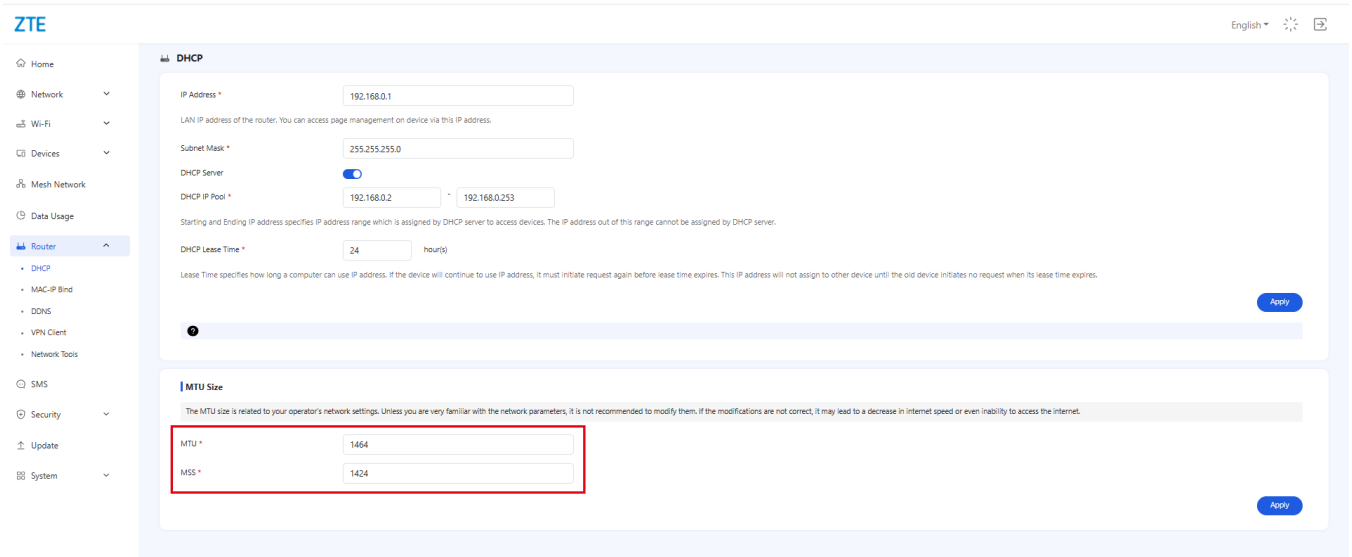 ZTE
English
Home
Network
Wi-Fi
Devices
Mesh Network
Data Usage
Router
DHCP
MAC-IP Bind
DDNS
VPN Client
Network Tools
SMS
Security
Update
System
DHCP
IP Address * 192.168.0.1
LAN IP address of the router. You can access page management on device via this IP address.
Subnet Mask * 255.255.255.0
DHCP Server
DHCP IP Pool * 192.168.0.2 - 192.168.0.253
Starting and Ending IP address specifies IP address range which is assigned by DHCP server to access devices. The IP address out of this range cannot be assigned by DHCP server.
DHCP Lease Time * 24 hour(s)
Lease Time specifies how long a computer can use IP address. If the device will continue to use IP address, it must initiate request again before lease time expires. This IP address will not assign to other device until the old device initiates no request when its lease time expires.
Apply
?
MTU Size
The MTU size is related to your operator's network settings. Unless you are very familiar with the network parameters, it is not recommended to modify them. if the modifications are not correct, it may lead to a decrease in internet speed or even inability to access the internet.
MTU * 1464
MSS * 1424
Apply